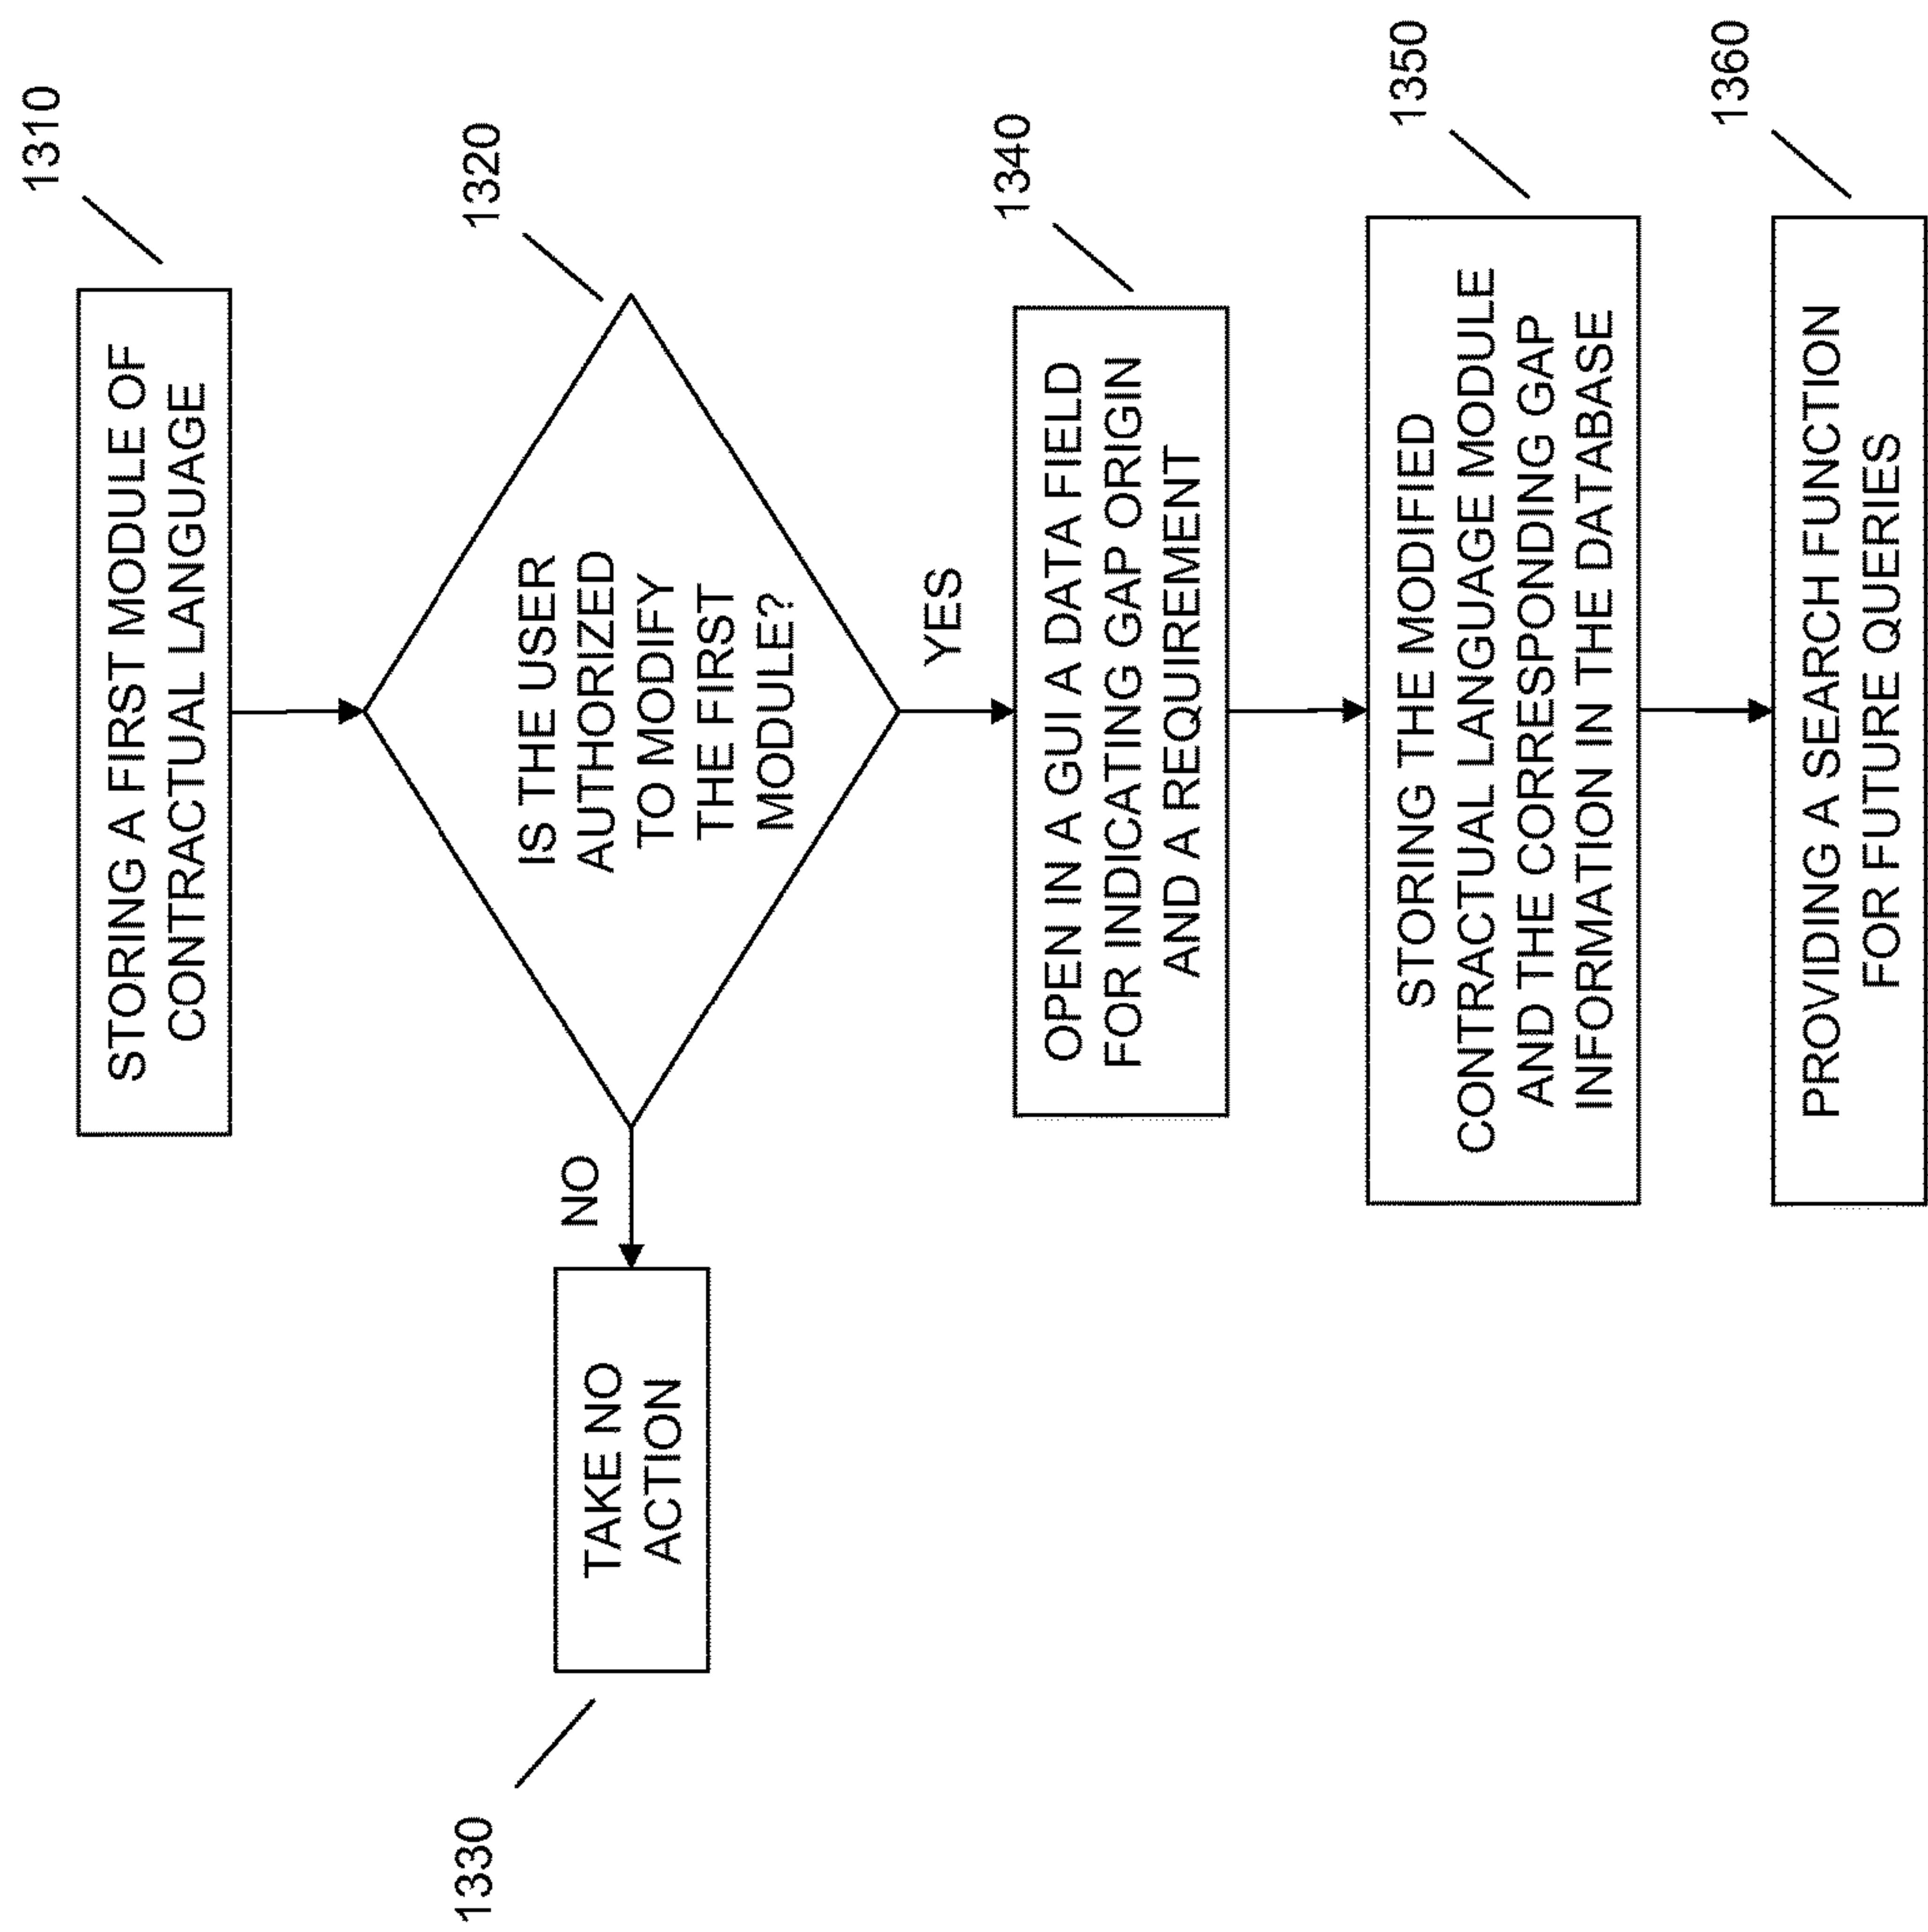 STORING A FIRST MODULE OF
CONTRACTUAL LANGUAGE
1310
IS THE USER
AUTHORIZED
TO MODIFY
THE FIRST
MODULE?
1320
NO
TAKE NO
ACTION
1330
YES
OPEN IN A GUI A DATA FIELD
FOR INDICATING GAP ORIGIN
AND A REQUIREMENT
1340
STORING THE MODIFIED
CONTRACTUAL LANGUAGE MODULE
AND THE CORRESPONDING GAP
INFORMATION IN THE DATABASE
1350
PROVIDING A SEARCH FUNCTION
FOR FUTURE QUERIES
1360